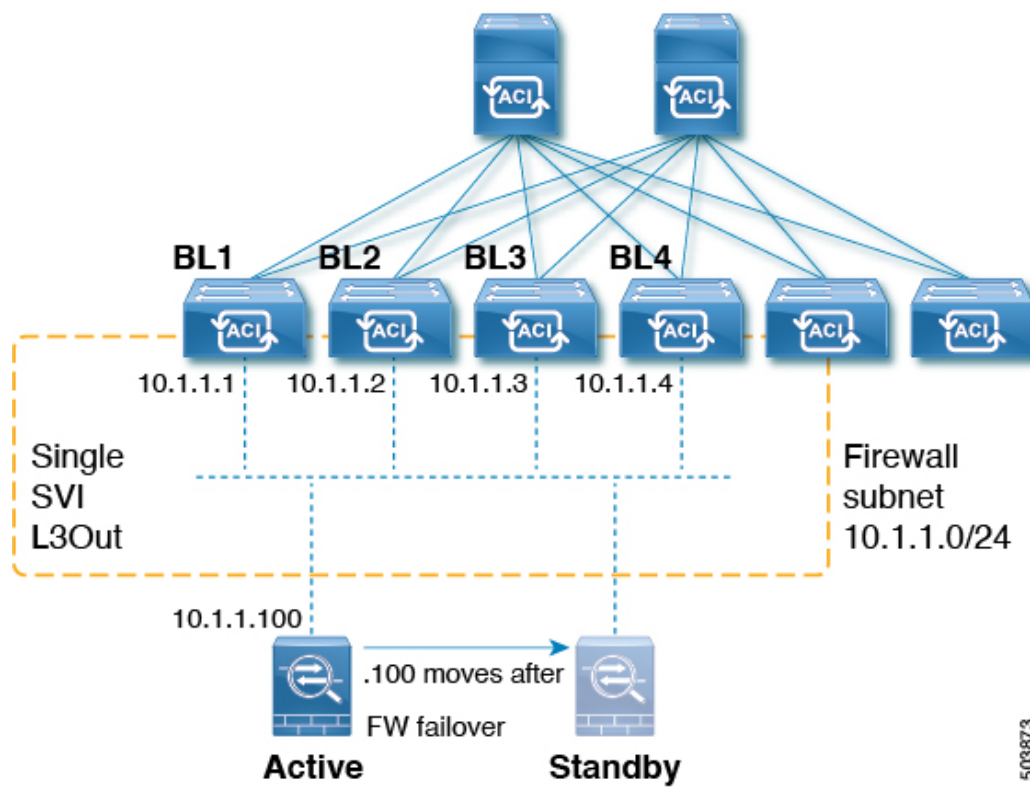 ACI
ACI
BL1
BL2
BL3
BL4
ACI
ACI
ACI
ACI
ACI
ACI
10.1.1.1
10.1.1.2
10.1.1.3
10.1.1.4
Single
SVI
L3Out
Firewall
subnet
10.1.1.0/24
10.1.1.100
.100 moves after
FW failover
Active
Standby
503873